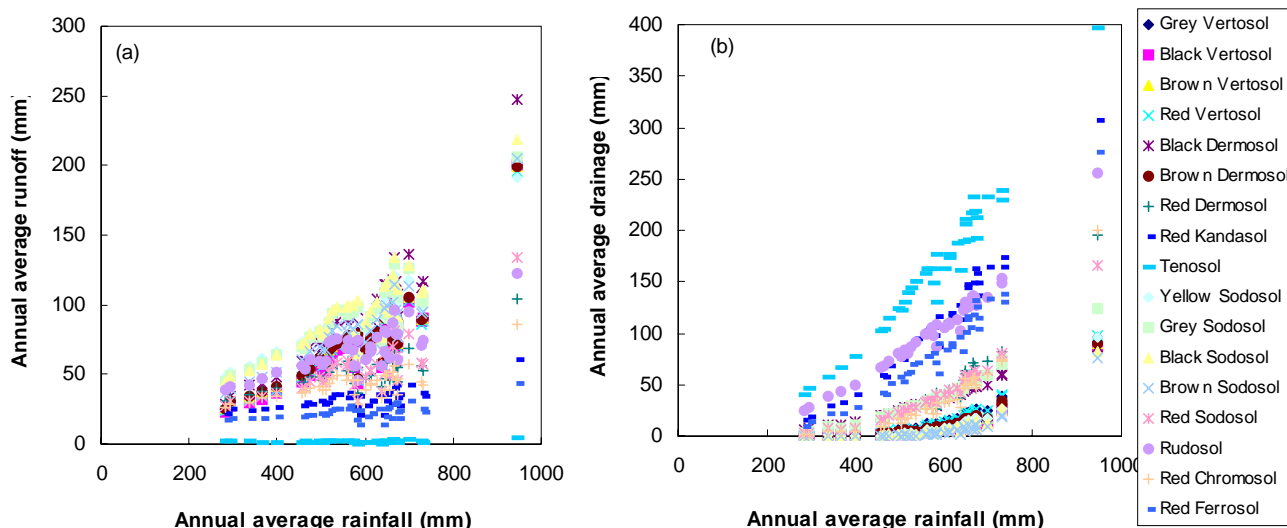 300
250
200
150
100
50
0
(a)
Annual average runoff (mm)
0 200 400 600 800 1000
Annual average rainfall (mm)
400
350
300
250
200
150
100
50
0
(b)
Annual average drainage (mm)
0 200 400 600 800 1000
Annual average rainfall (mm)
Grey Vertosol
Black Vertosol
Brown Vertosol
Red Vertosol
Black Dermosol
Brown Dermosol
Red Dermosol
Red Kandasol
Tenosol
Yellow Sodosol
Grey Sodosol
Black Sodosol
Brown Sodosol
Red Sodosol
Rudosol
Red Chromosol
Red Ferrosol